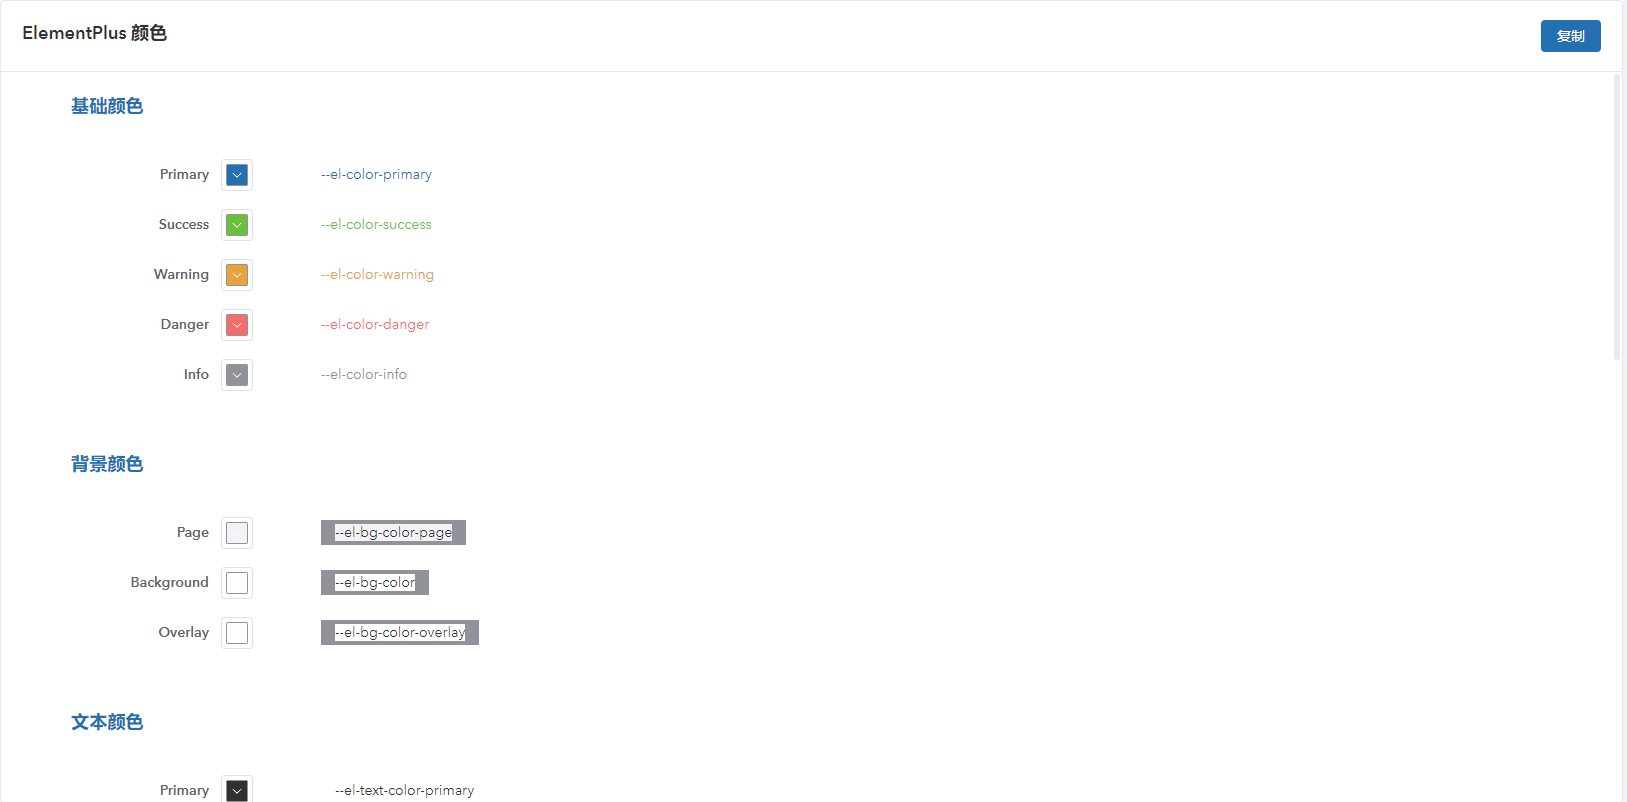 ElementPlus 颜色
复制
基础颜色
Primary --el-color-primary
Success --el-color-success
Warning --el-color-warning
Danger --el-color-danger
Info --el-color-info
背景颜色
Page --el-bg-color-page
Background --el-bg-color
Overlay --el-bg-color-overlay
文本颜色
Primary --el-text-color-primary